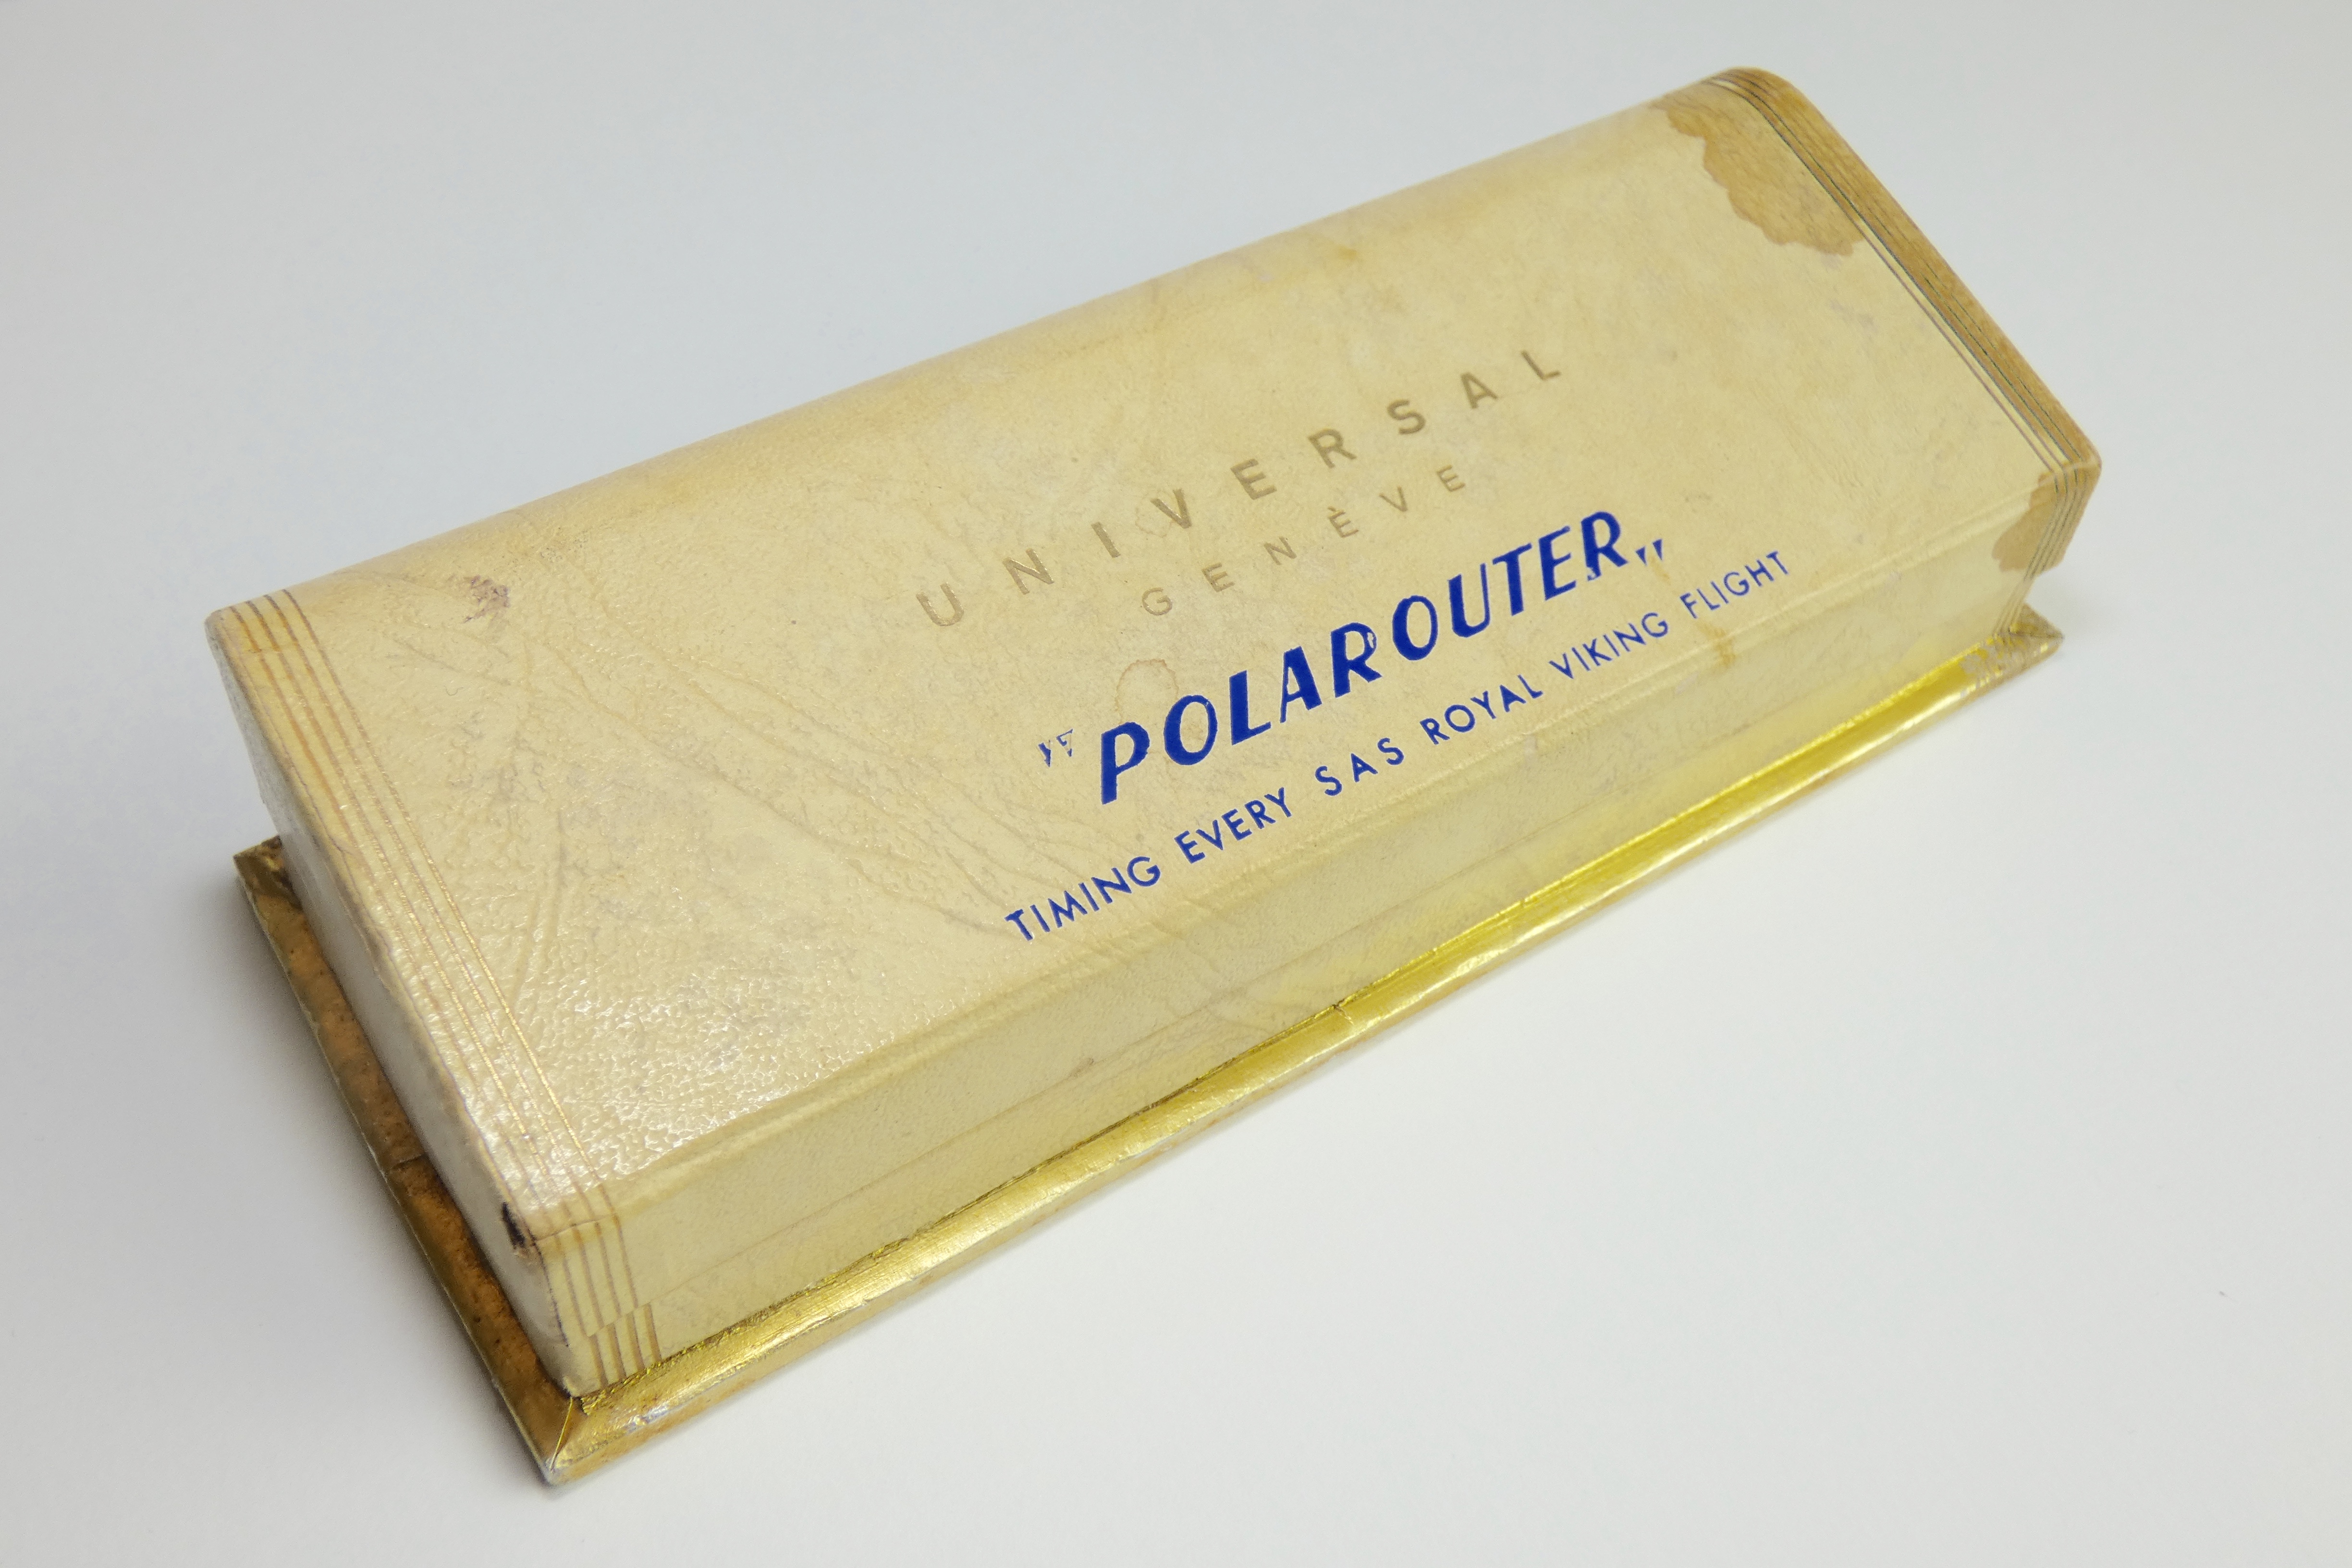 UNIVERSAL
GENÈVE
"POLAROUTER„
TIMING EVERY SAS ROYAL VIKING FLIGHT